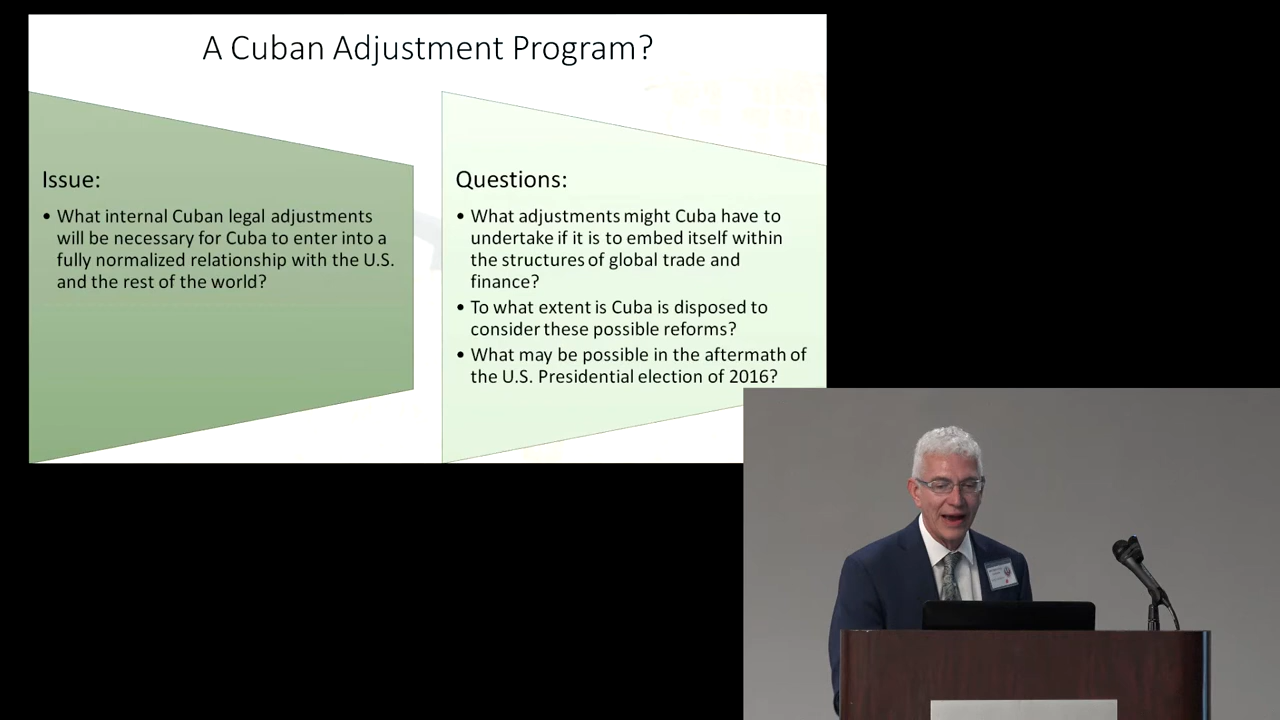 A Cuban Adjustment Program?
Issue:
• What internal Cuban legal adjustments
will be necessary for Cuba to enter into a
fully normalized relationship with the U.S.
and the rest of the world?
Questions:
• What adjustments might Cuba have to
undertake if it is to embed itself within
the structures of global trade and
finance?
• To what extent is Cuba is disposed to
consider these possible reforms?
• What may be possible in the aftermath of
the U.S. Presidential election of 2016?